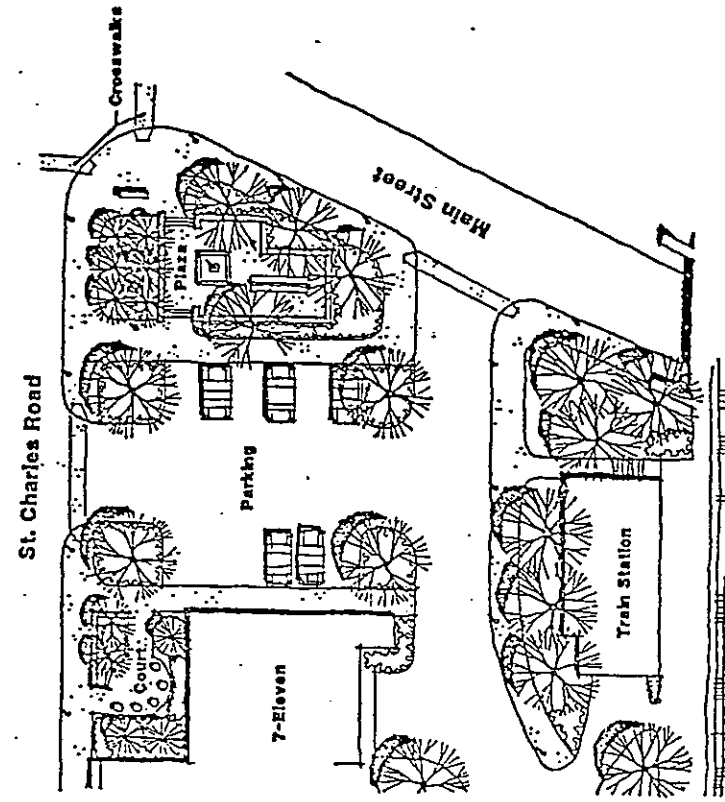 St. Charles Road
Crosswalks
Main Street
Plaza
Parking
Court
7-Eleven
Train Station